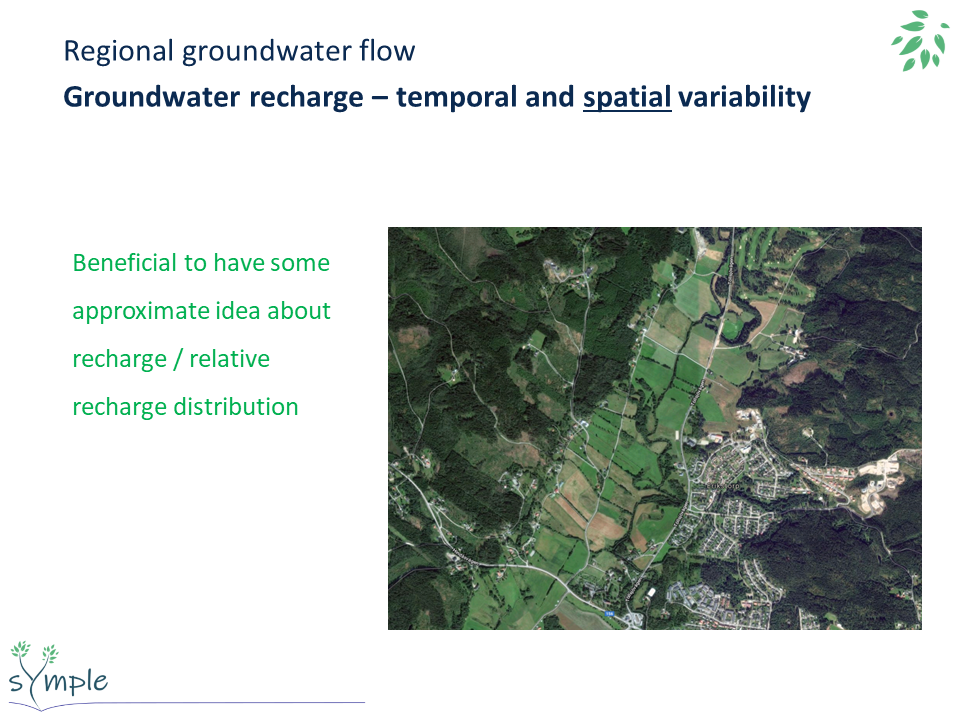 Regional groundwater flow
Groundwater recharge – temporal and spatial variability
Beneficial to have some
approximate idea about
recharge / relative
recharge distribution
sYmple